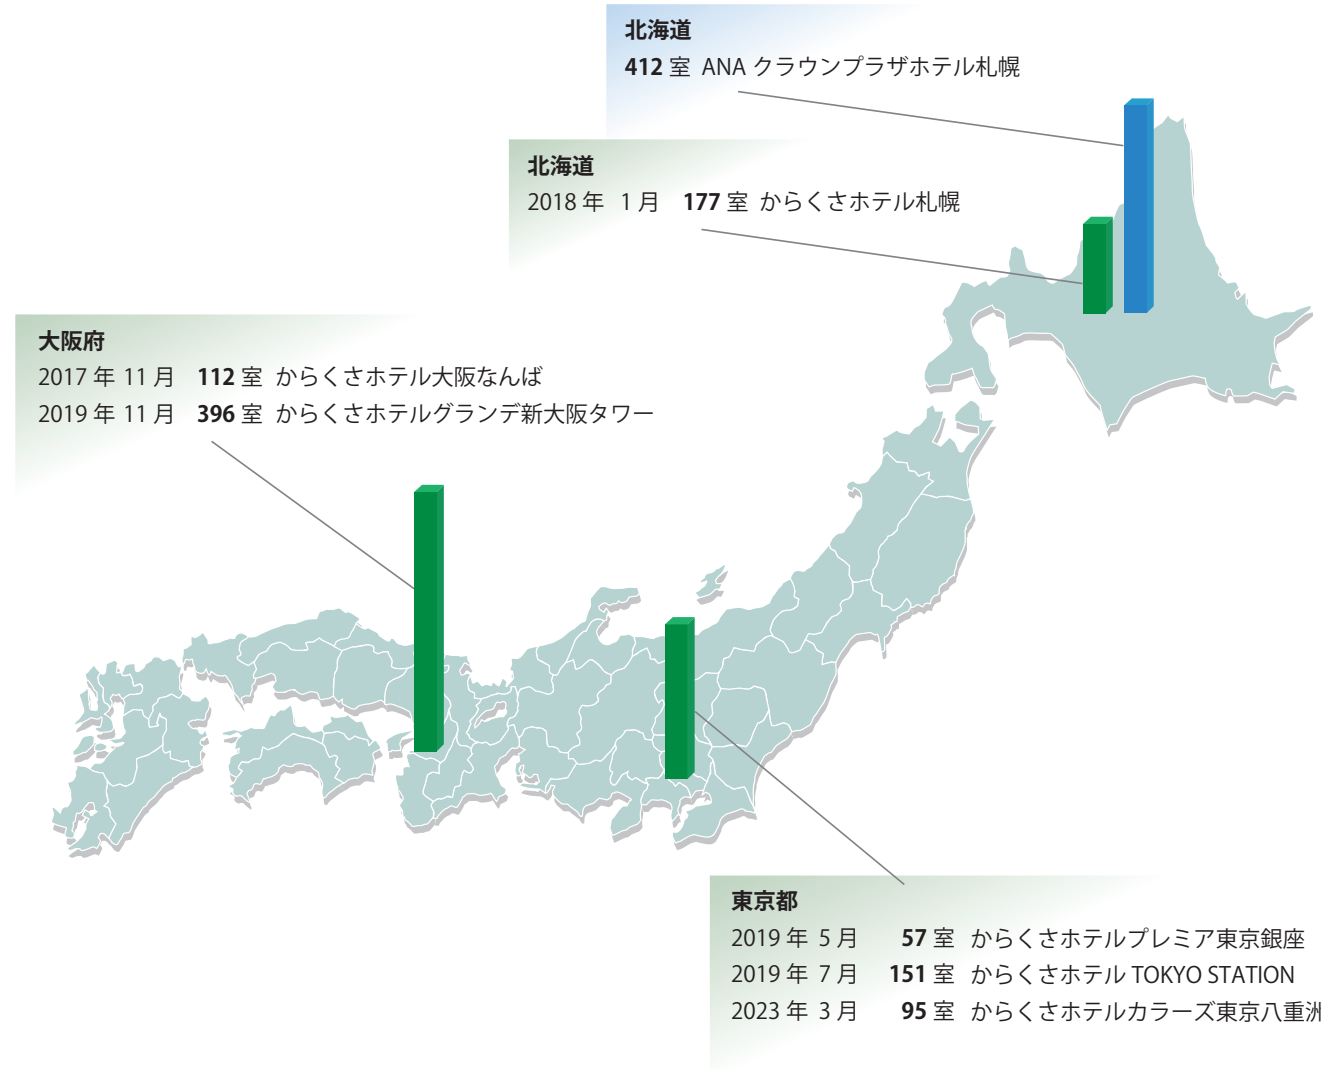 北海道
412 室 ANA クラウンプラザホテル札幌
北海道
2018 年 1 月 177 室 からくさホテル札幌
大阪府
2017 年 11 月 112 室 からくさホテル大阪なんば
2019 年 11 月 396 室 からくさホテルグランデ新大阪タワー
東京都
2019 年 5 月 57 室 からくさホテルプレミア東京銀座
2019 年 7 月 151 室 からくさホテル TOKYO STATION
2023 年 3 月 95 室 からくさホテルカラーズ東京八重洲